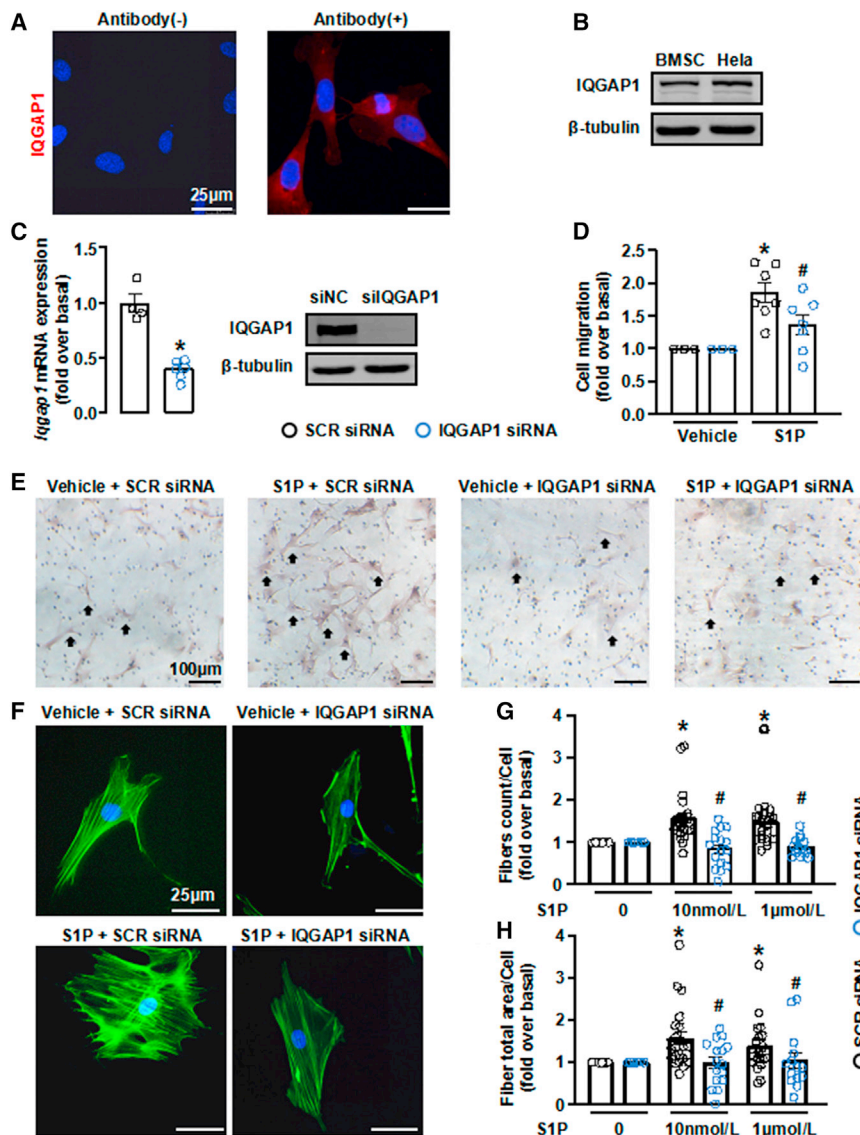 A
Antibody(-)
Antibody(+)
IQGAP1
25µm
B
BMSC Hela
IQGAP1
β-tubulin
C
Iqgap1 mRNA expression
(fold over basal)
1.5
1.0
0.5
0.0
*
siNC siIQGAP1
IQGAP1
β-tubulin
SCR siRNA IQGAP1 siRNA
D
Cell migration
(fold over basal)
2.5
2.0
1.5
1.0
0.5
0.0
*
#
Vehicle S1P
E
Vehicle + SCR siRNA
S1P + SCR siRNA
Vehicle + IQGAP1 siRNA
S1P + IQGAP1 siRNA
100µm
F
Vehicle + SCR siRNA
Vehicle + IQGAP1 siRNA
25µm
S1P + SCR siRNA
S1P + IQGAP1 siRNA
G
Fibers count/Cell
(fold over basal)
4
3
2
1
0
*
#
*
#
S1P 0 10nmol/L 1µmol/L
H
Fiber total area/Cell
(fold over basal)
4
3
2
1
0
*
#
*
#
S1P 0 10nmol/L 1µmol/L